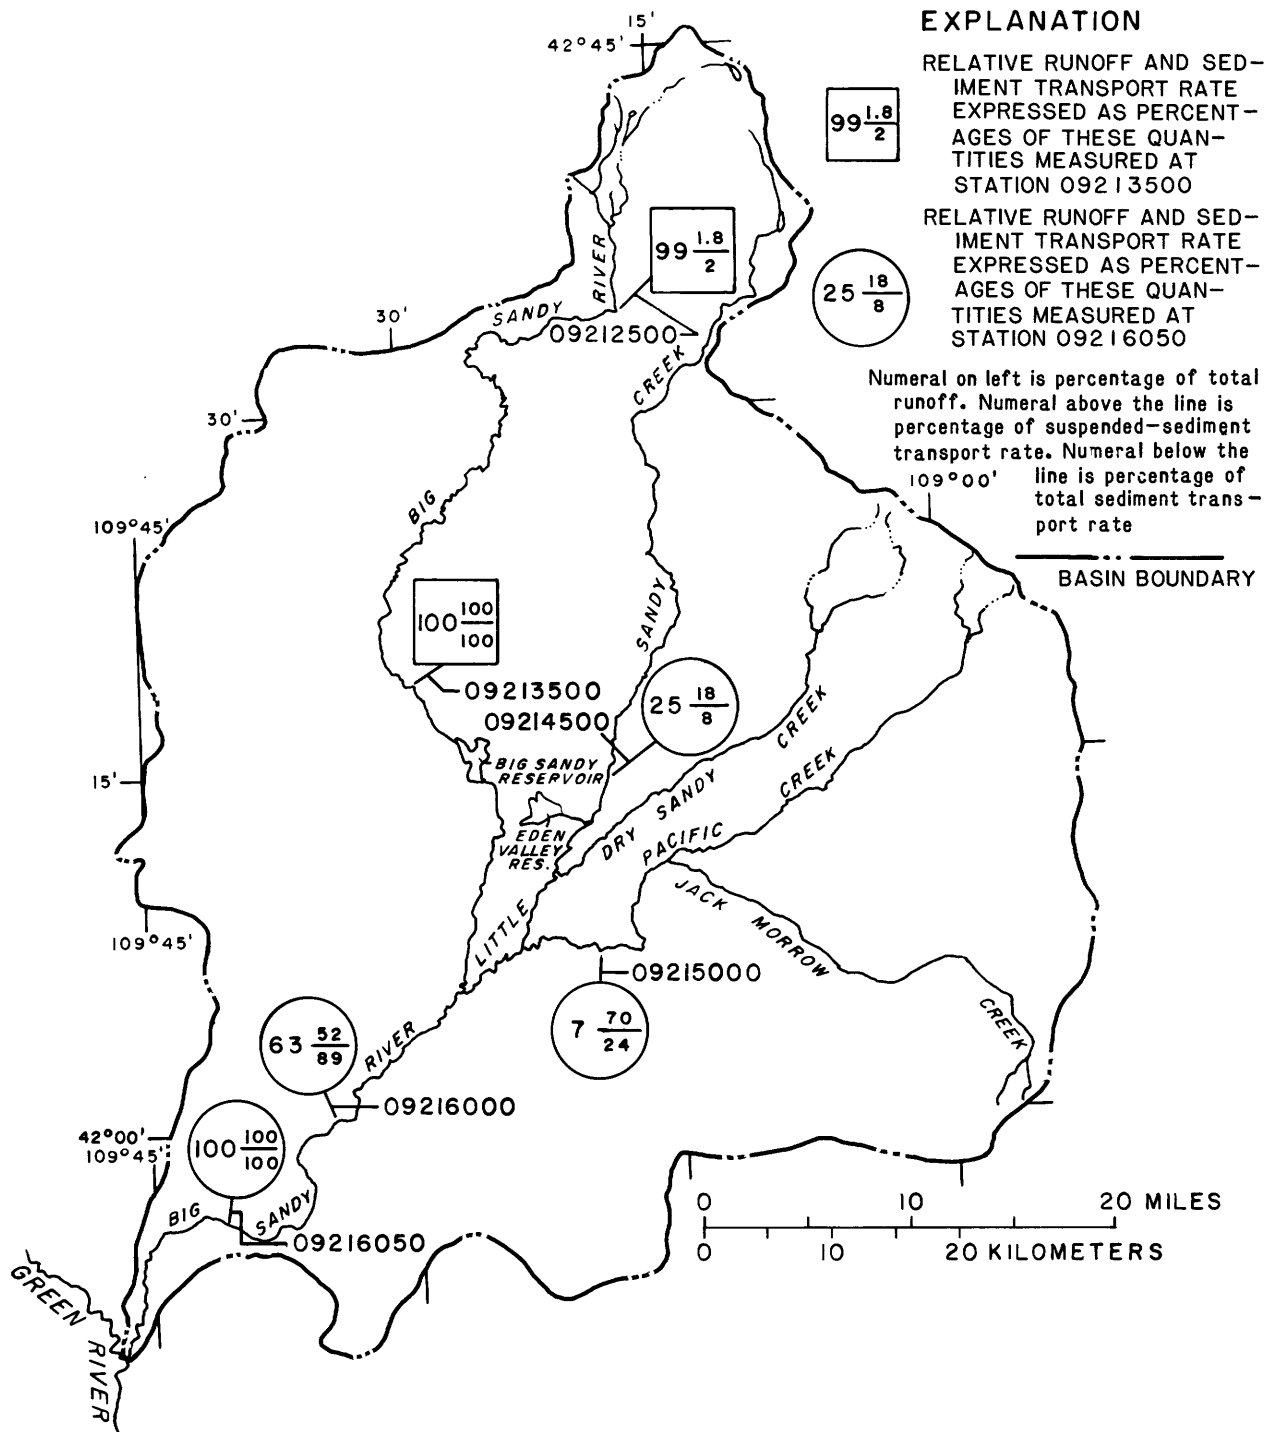 EXPLANATION
RELATIVE RUNOFF AND SED-
IMENT TRANSPORT RATE
EXPRESSED AS PERCENT-
AGES OF THESE QUAN-
TITIES MEASURED AT
STATION 09213500
99 1.8
2
RELATIVE RUNOFF AND SED-
IMENT TRANSPORT RATE
EXPRESSED AS PERCENT-
AGES OF THESE QUAN-
TITIES MEASURED AT
STATION 09216050
25 18
8
Numeral on left is percentage of total
runoff. Numeral above the line is
percentage of suspended-sediment
transport rate. Numeral below the
line is percentage of
total sediment trans-
port rate
BASIN BOUNDARY
15'
42°45'
99 1.8
2
SANDY
RIVER
09212500
30'
CREEK
30'
BIG
109°00'
109°45'
SANDY
100 100
100
09213500
25 18
8
09214500
CREEK
15'
BIG SANDY
RESERVOIR
SANDY
CREEK
EDEN
VALLEY
RES.
DRY
PACIFIC
JACK
MORROW
CREEK
LITTLE
109°45'
09215000
7 70
24
63 52
89
RIVER
09216000
42°00'
109°45'
100 100
100
BIG
SANDY
09216050
GREEN
RIVER
0 10 20 MILES
0 10 20 KILOMETERS